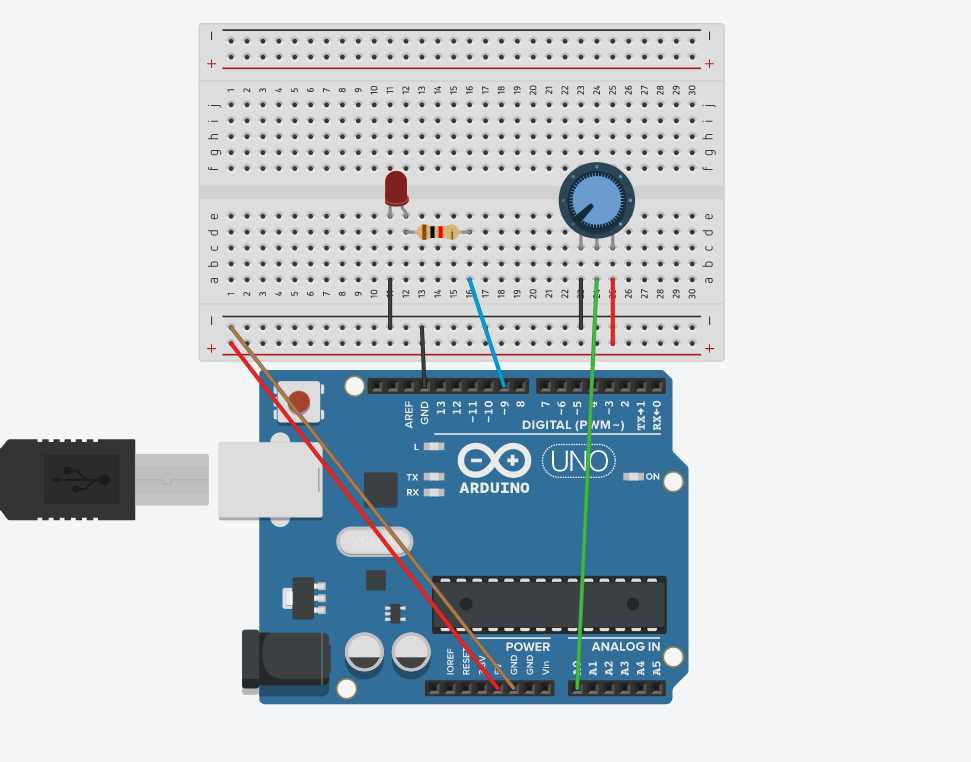 − −
+ +
1 2 3 4 5 6 7 8 9 10 11 12 13 14 15 16 17 18 19 20 21 22 23 24 25 26 27 28 29 30
j j
i i
h h
g g
f f
e e
d d
c c
b b
a a
1 2 3 4 5 6 7 8 9 10 11 12 13 14 15 16 17 18 19 20 21 22 23 24 25 26 27 28 29 30
− −
+ +
AREF GND 13 12 ~11 ~10 ~9 8 7 ~6 ~5 4 ~3 2 TX→1 RX←0
DIGITAL (PWM~)
L
TX
RX
UNO
ON
ARDUINO
POWER ANALOG IN
IOREF RESET 3.3V 5V GND GND Vin A0 A1 A2 A3 A4 A5